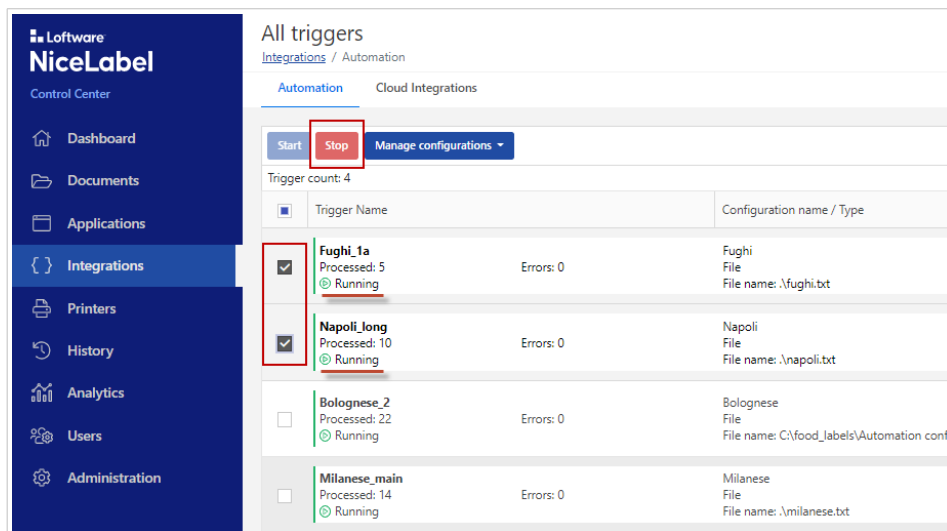 Loftware
NiceLabel
Control Center
Dashboard
Documents
Applications
Integrations
Printers
History
Analytics
Users
Administration
All triggers
Integrations / Automation
Automation Cloud Integrations
Start Stop Manage configurations
Trigger count: 4
Trigger Name Configuration name / Type
Fughi_1a Fughi
Processed: 5 Errors: 0 File
Running File name: .\fughi.txt
Napoli_long Napoli
Processed: 10 Errors: 0 File
Running File name: .\napoli.txt
Bolognese_2 Bolognese
Processed: 22 Errors: 0 File
Running File name: C:\food_labels\Automation conf
Milanese_main Milanese
Processed: 14 Errors: 0 File
Running File name: .\milanese.txt